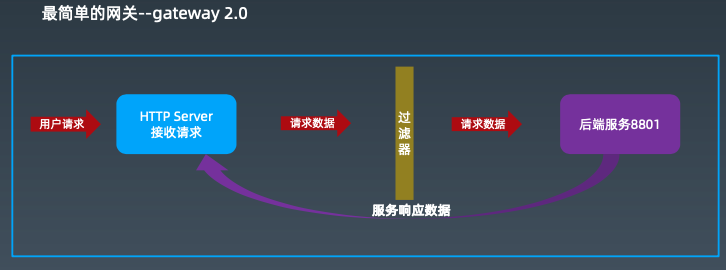 最简单的网关--gateway 2.0
用户请求
HTTP Server
接收请求
请求数据
过
滤
器
请求数据
后端服务8801
服务响应数据